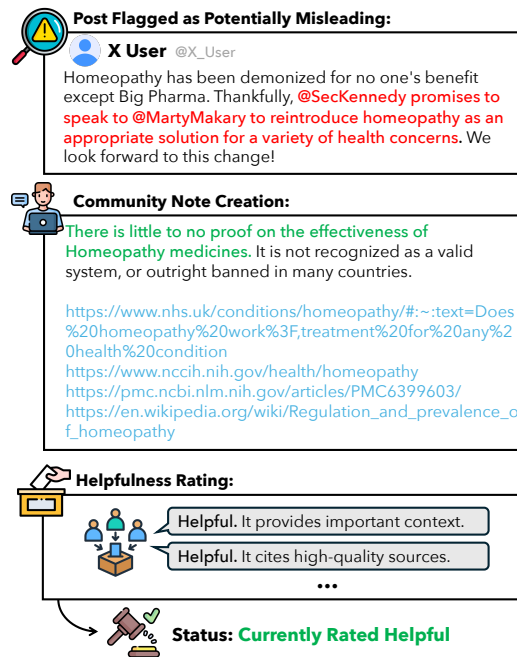 Post Flagged as Potentially Misleading:
X User @X_User
Homeopathy has been demonized for no one's benefit
except Big Pharma. Thankfully, @SecKennedy promises to
speak to @MartyMakary to reintroduce homeopathy as an
appropriate solution for a variety of health concerns. We
look forward to this change!
Community Note Creation:
There is little to no proof on the effectiveness of
Homeopathy medicines. It is not recognized as a valid
system, or outright banned in many countries.
https://www.nhs.uk/conditions/homeopathy/#:~:text=Does
%20homeopathy%20work%3F,treatment%20for%20any%2
0health%20condition
https://www.nccih.nih.gov/health/homeopathy
https://pmc.ncbi.nlm.nih.gov/articles/PMC6399603/
https://en.wikipedia.org/wiki/Regulation_and_prevalence_o
f_homeopathy
Helpfulness Rating:
Helpful. It provides important context.
Helpful. It cites high-quality sources.
...
Status: Currently Rated Helpful